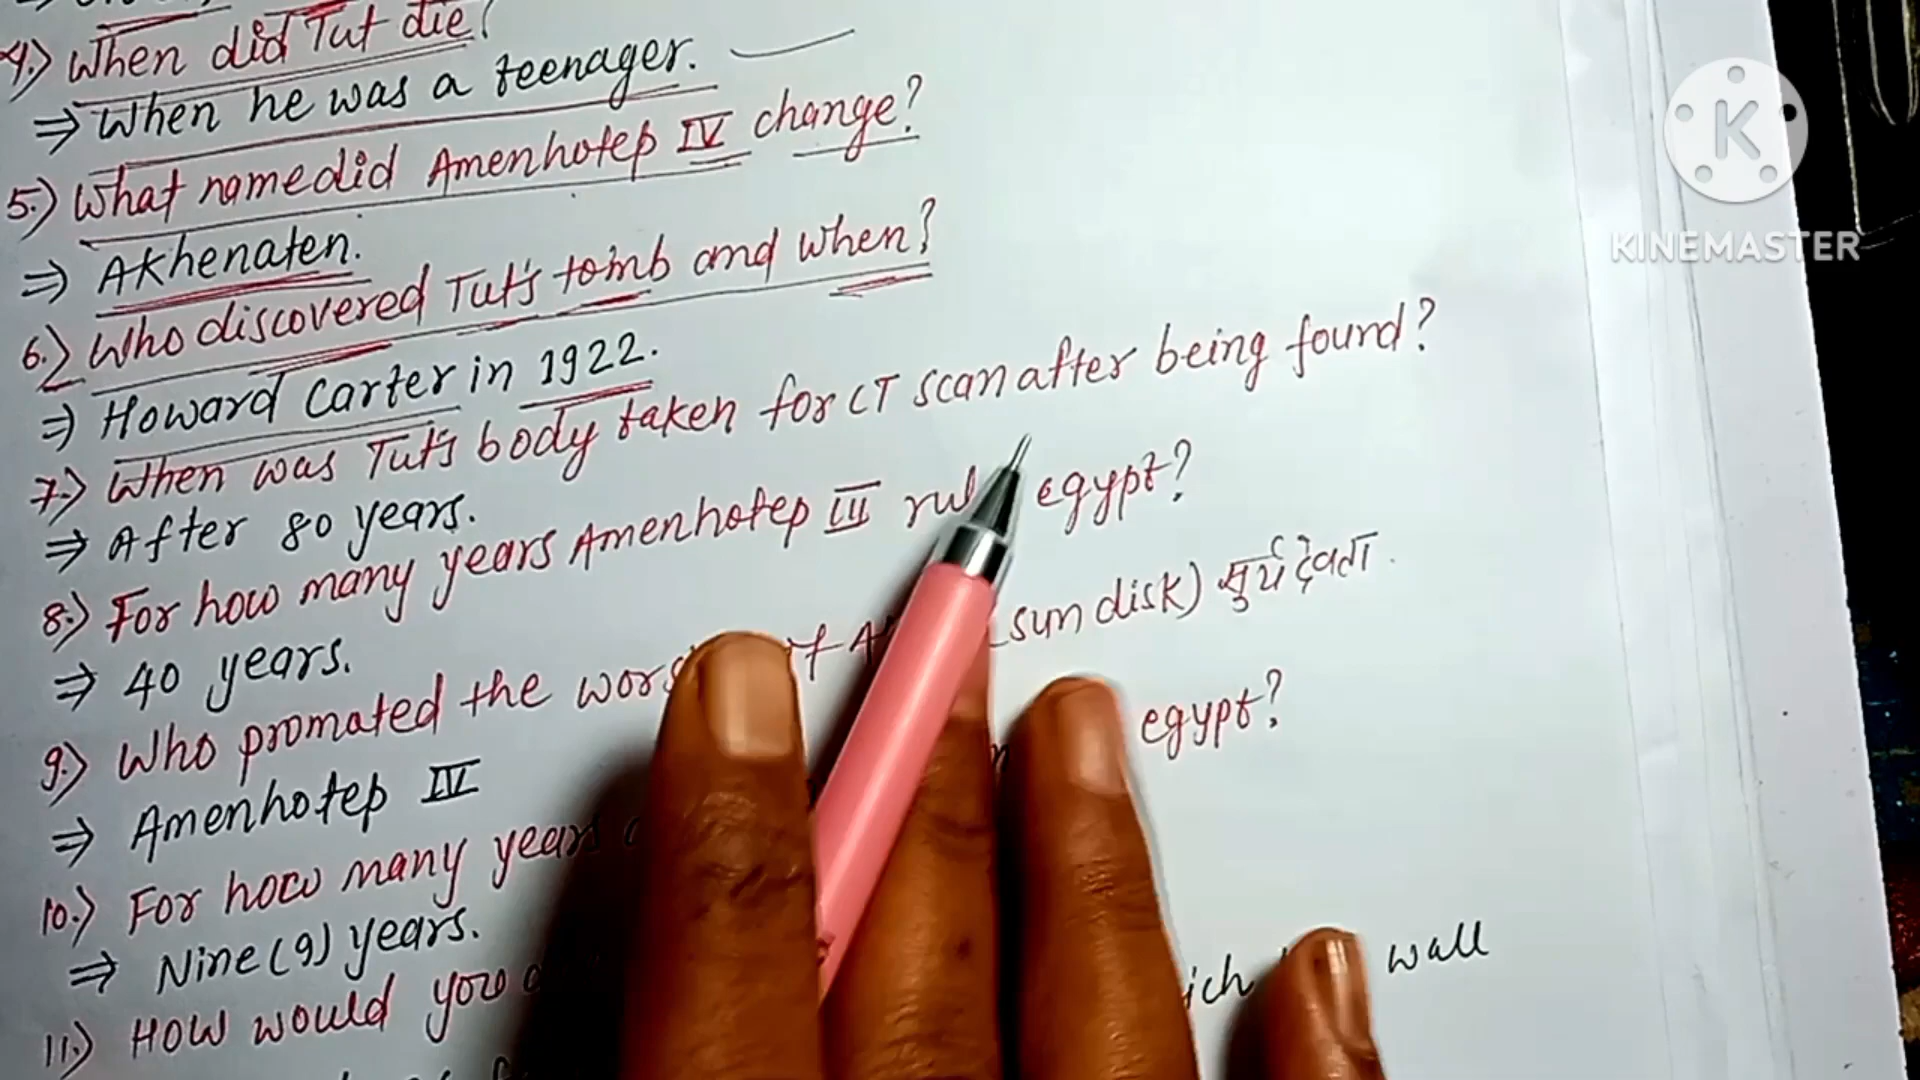 4.) When did Tut die?
⇒ When he was a teenager.
5.) What name did Amenhotep IV change?
⇒ Akhenaten.
6.) Who discovered Tut's tomb and when?
⇒ Howard Carter in 1922.
7.) When was Tut's body taken for CT scan after being found?
⇒ After 80 years.
8.) For how many years Amenhotep III egypt?
⇒ 40 years.
9.) Who promated the (sun disk) सूर्य देवता.
⇒ Amenhotep IV
10.) For how many years egypt?
⇒ Nine (9) years.
11.) How would you wall
K
KINEMASTER